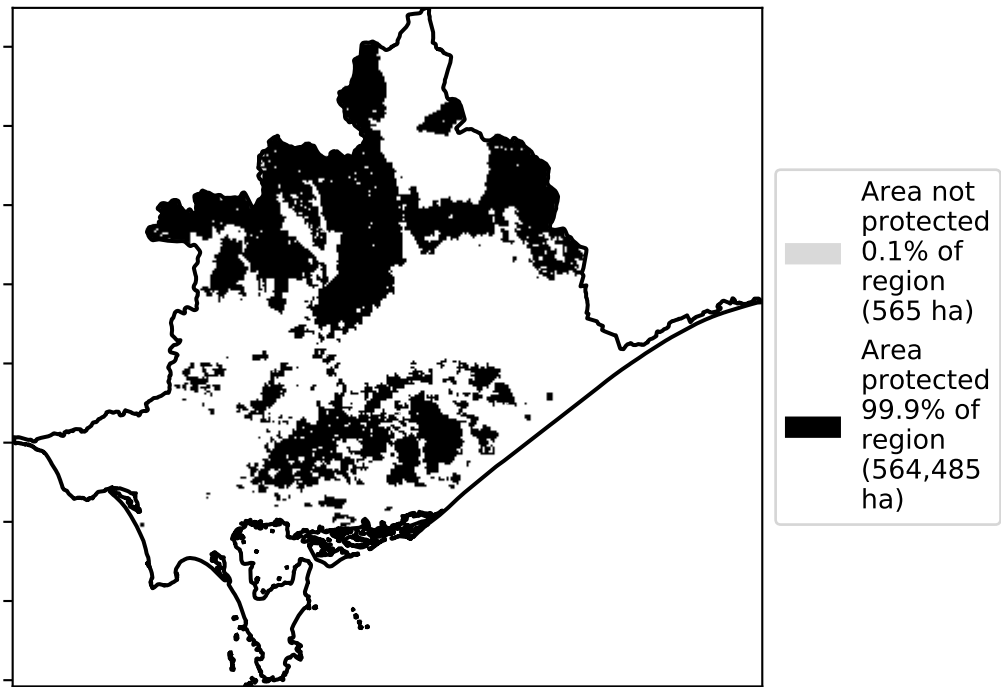 Area not
protected
0.1% of
region
(565 ha)
Area
protected
99.9% of
region
(564,485
ha)